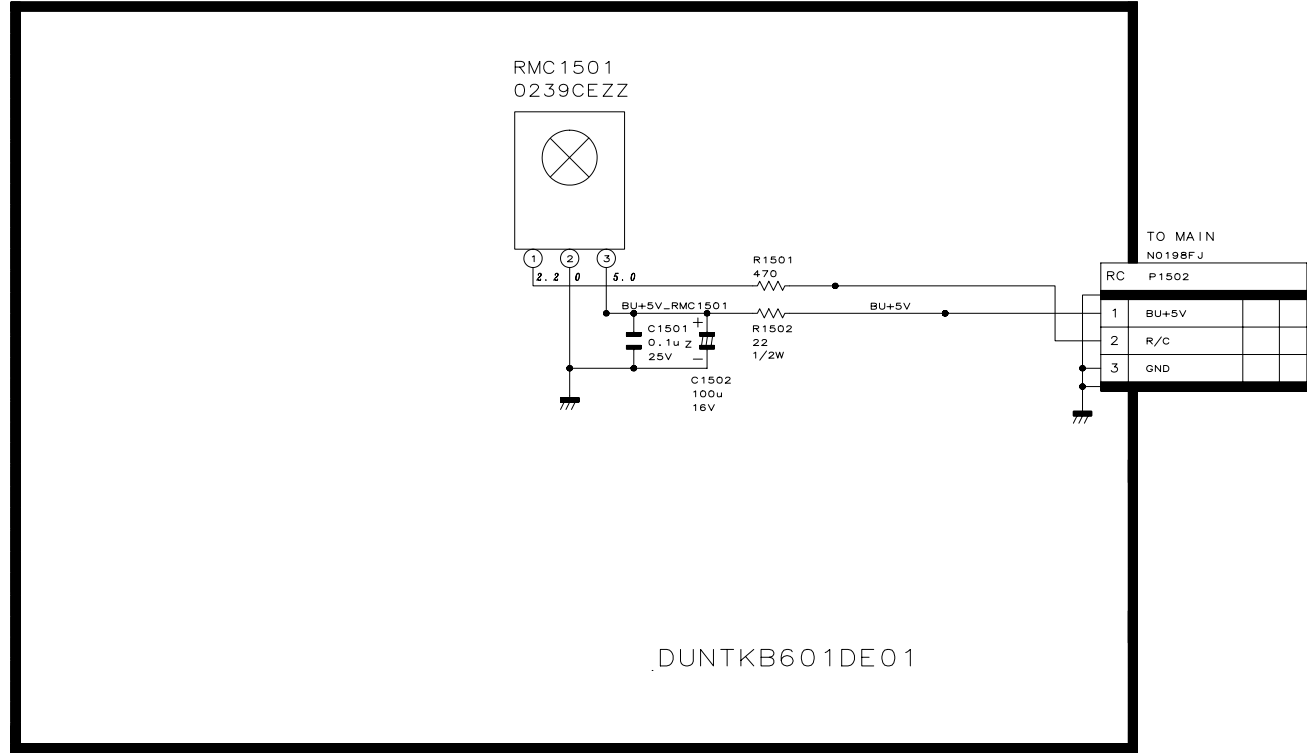 RMC1501
0239CEZZ
1
2
3
2.2
0
5.0
R1501
470
BU+5V_RMC1501
BU+5V
C1501
0.1u Z
25V
+
−
C1502
100u
16V
R1502
22
1/2W
TO MAIN
N0198FJ
RC P1502
1 BU+5V
2 R/C
3 GND
DUNTKB601DE01